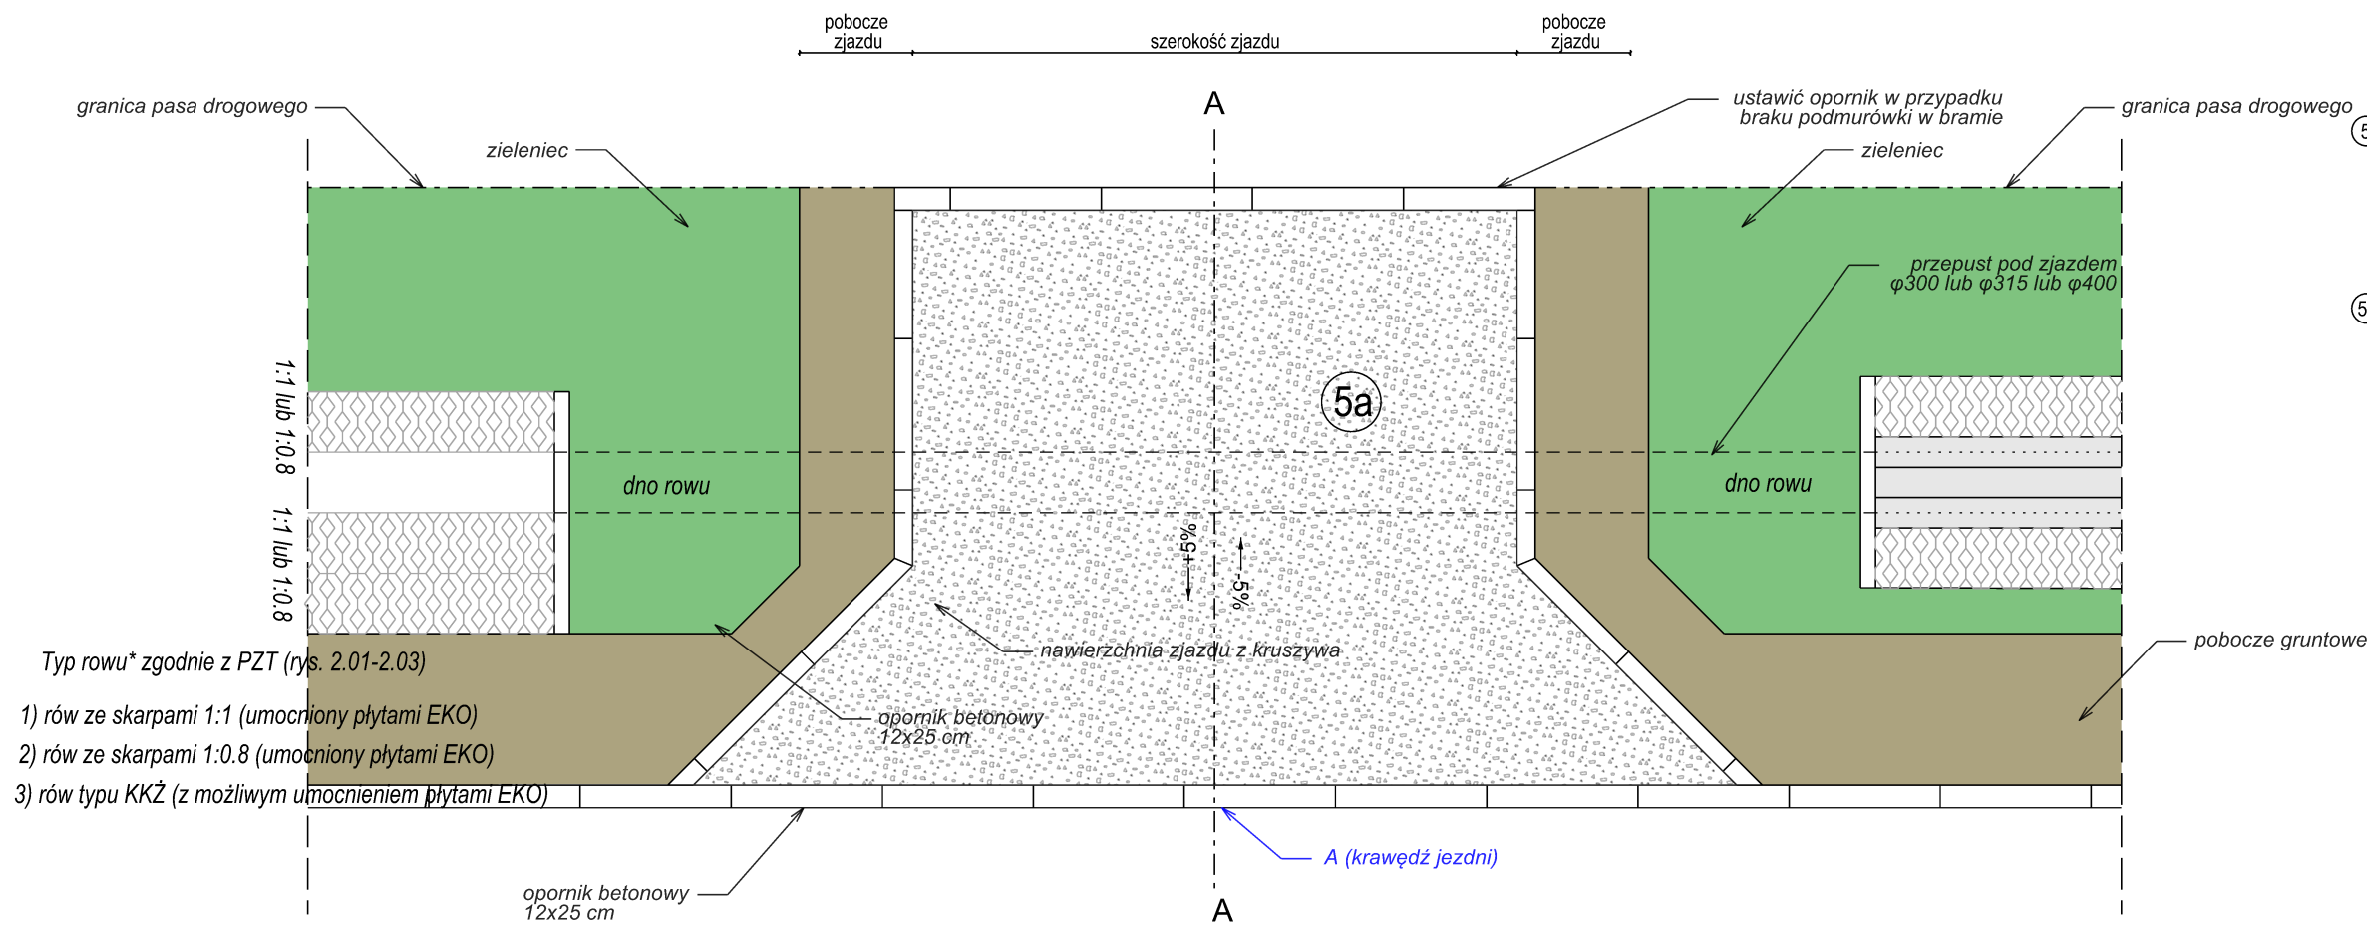 pobocze
zjazdu
szerokość zjazdu
pobocze
zjazdu
granica pasa drogowego
zieleniec
A
ustawić opornik w przypadku
braku podmurówki w bramie
zieleniec
granica pasa drogowego
5
przepust pod zjazdem
φ300 lub φ315 lub φ400
5
1:1 lub 1:0.8
5a
dno rowu
dno rowu
1:1 lub 1:0.8
+5%
-5%
nawierzchnia zjazdu z kruszywa
pobocze gruntowe
Typ rowu* zgodnie z PZT (rys. 2.01-2.03)
1) rów ze skarpami 1:1 (umocniony płytami EKO)
2) rów ze skarpami 1:0.8 (umocniony płytami EKO)
3) rów typu KKŻ (z możliwym umocnieniem płytami EKO)
opornik betonowy
12x25 cm
A (krawędź jezdni)
opornik betonowy
12x25 cm
A